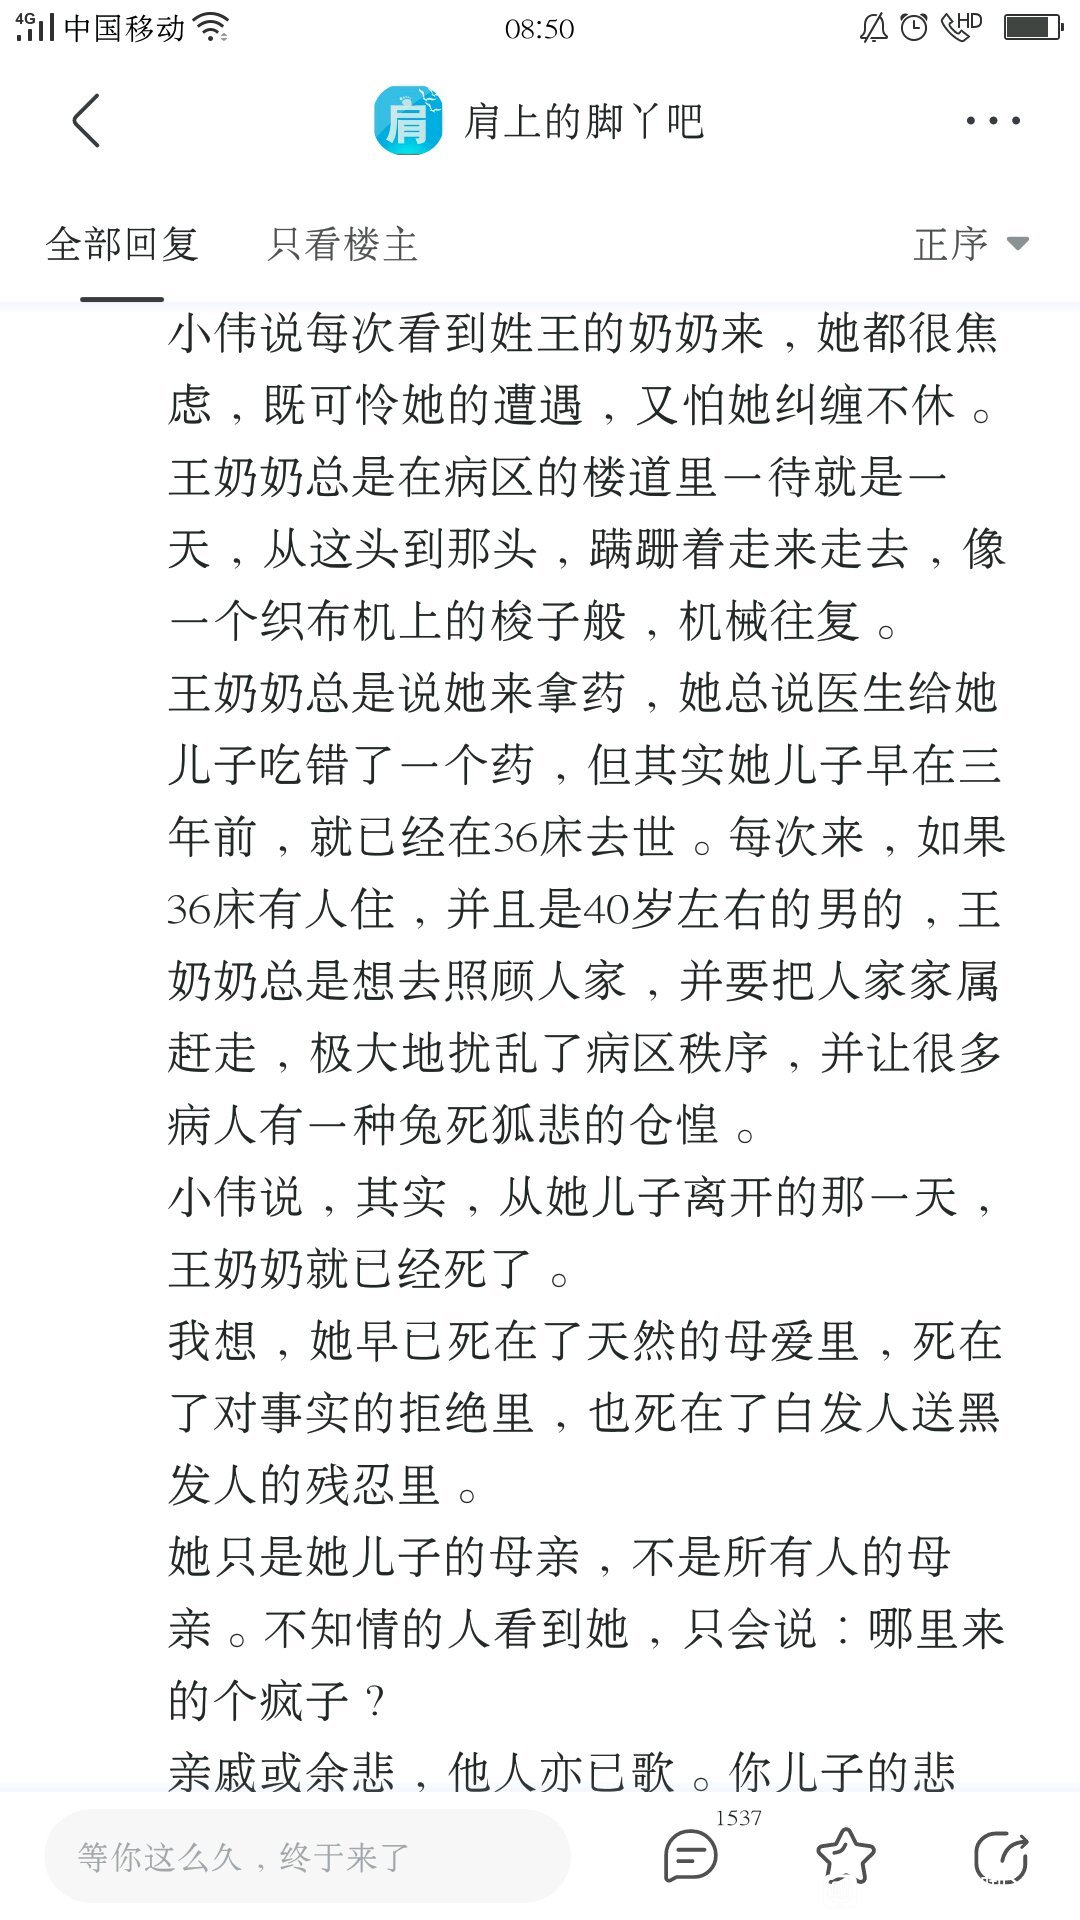 4G 中国移动 08:50 HD
肩 肩上的脚丫吧
全部回复 只看楼主 正序
小伟说每次看到姓王的奶奶来，她都很焦
虑，既可怜她的遭遇，又怕她纠缠不休。
王奶奶总是在病区的楼道里一待就是一
天，从这头到那头，蹒跚着走来走去，像
一个织布机上的梭子般，机械往复。
王奶奶总是说她来拿药，她总说医生给她
儿子吃错了一个药，但其实她儿子早在三
年前，就已经在36床去世。每次来，如果
36床有人住，并且是40岁左右的男的，王
奶奶总是想去照顾人家，并要把人家家属
赶走，极大地扰乱了病区秩序，并让很多
病人有一种兔死狐悲的仓惶。
小伟说，其实，从她儿子离开的那一天，
王奶奶就已经死了。
我想，她早已死在了天然的母爱里，死在
了对事实的拒绝里，也死在了白发人送黑
发人的残忍里。
她只是她儿子的母亲，不是所有人的母
亲。不知情的人看到她，只会说：哪里来
的个疯子？
亲戚或余悲，他人亦已歌。你儿子的悲
等你这么久，终于来了 1537